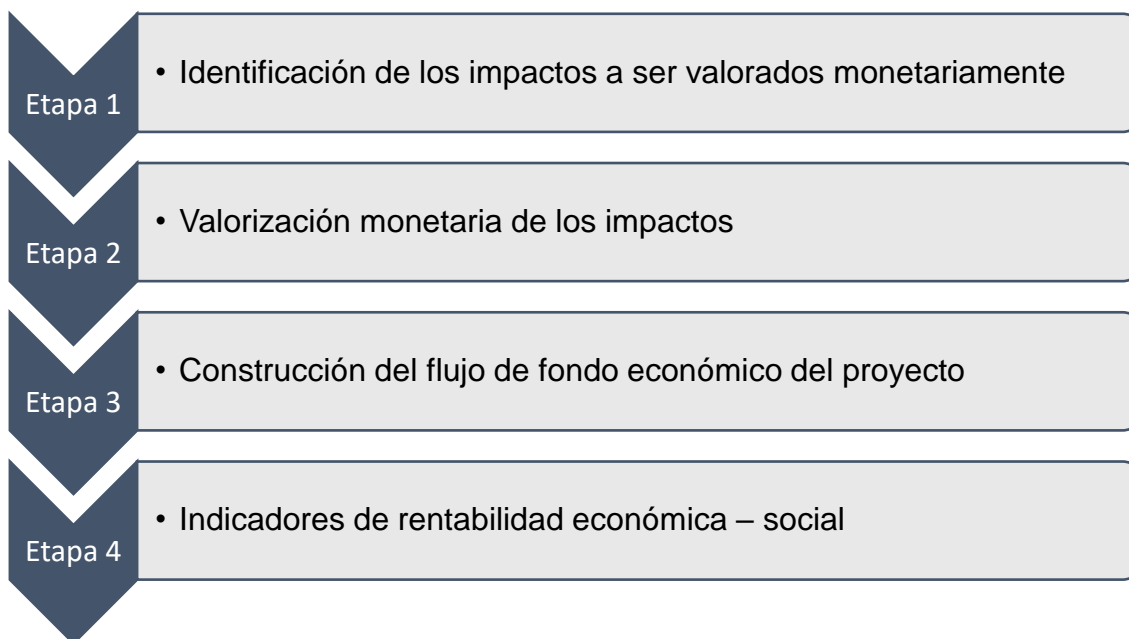 Etapa 1
• Identificación de los impactos a ser valorados monetariamente
Etapa 2
• Valorización monetaria de los impactos
Etapa 3
• Construcción del flujo de fondo económico del proyecto
Etapa 4
• Indicadores de rentabilidad económica – social